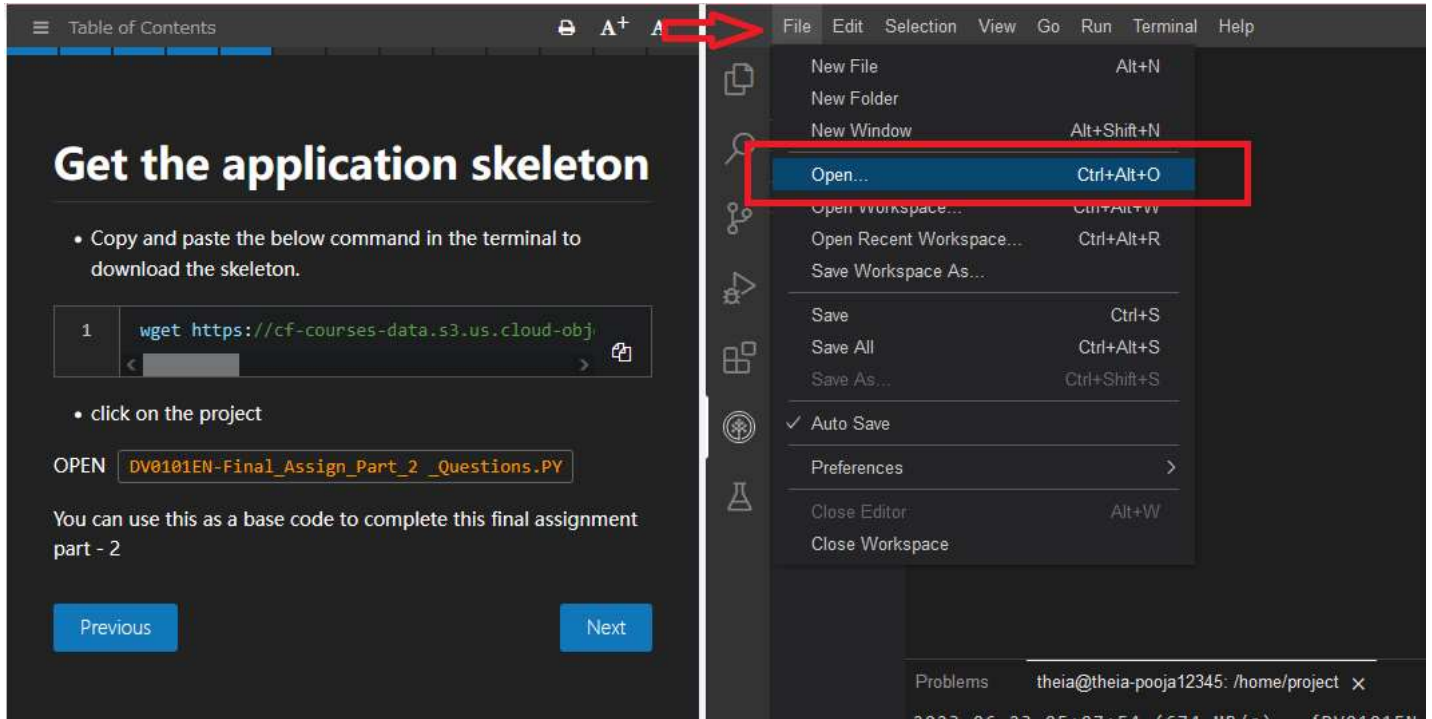 Table of Contents
A+ A
Get the application skeleton
• Copy and paste the below command in the terminal to
download the skeleton.
1 wget https://cf-courses-data.s3.us.cloud-obj
• click on the project
OPEN DV0101EN-Final_Assign_Part_2 _Questions.PY
You can use this as a base code to complete this final assignment
part - 2
Previous Next
File Edit Selection View Go Run Terminal Help
New File Alt+N
New Folder
New Window Alt+Shift+N
Open... Ctrl+Alt+O
Open Workspace... Ctrl+Alt+W
Open Recent Workspace... Ctrl+Alt+R
Save Workspace As...
Save Ctrl+S
Save All Ctrl+Alt+S
Save As... Ctrl+Shift+S
✓ Auto Save
Preferences >
Close Editor Alt+W
Close Workspace
Problems theia@theia-pooja12345: /home/project ×